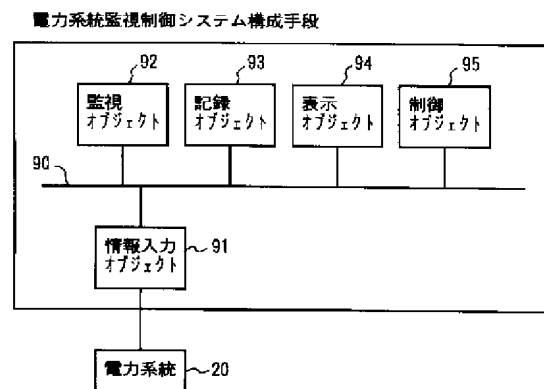 電力系統監視制御システム構成手段
92
93
94
95
監視
オブジェクト
記録
オブジェクト
表示
オブジェクト
制御
オブジェクト
90
情報入力
オブジェクト
91
電力系統
20